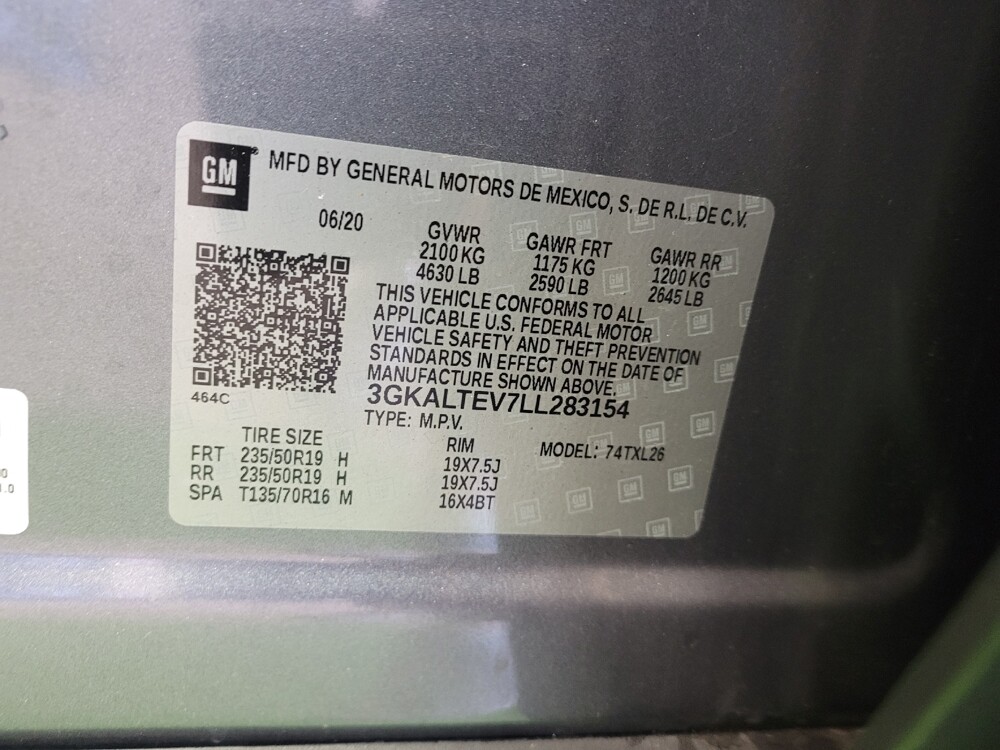 GM ® MFD BY GENERAL MOTORS DE MEXICO, S. DE R.L. DE C.V.
06/20
GVWR GAWR FRT GAWR RR
2100 KG 1175 KG 1200 KG
4630 LB 2590 LB 2645 LB
THIS VEHICLE CONFORMS TO ALL
APPLICABLE U.S. FEDERAL MOTOR
VEHICLE SAFETY AND THEFT PREVENTION
STANDARDS IN EFFECT ON THE DATE OF
MANUFACTURE SHOWN ABOVE.
464C
3GKALTEV7LL283154
TYPE: M.P.V.
TIRE SIZE RIM MODEL: 74TXL26
FRT 235/50R19 H 19X7.5J
RR 235/50R19 H 19X7.5J
SPA T135/70R16 M 16X4BT